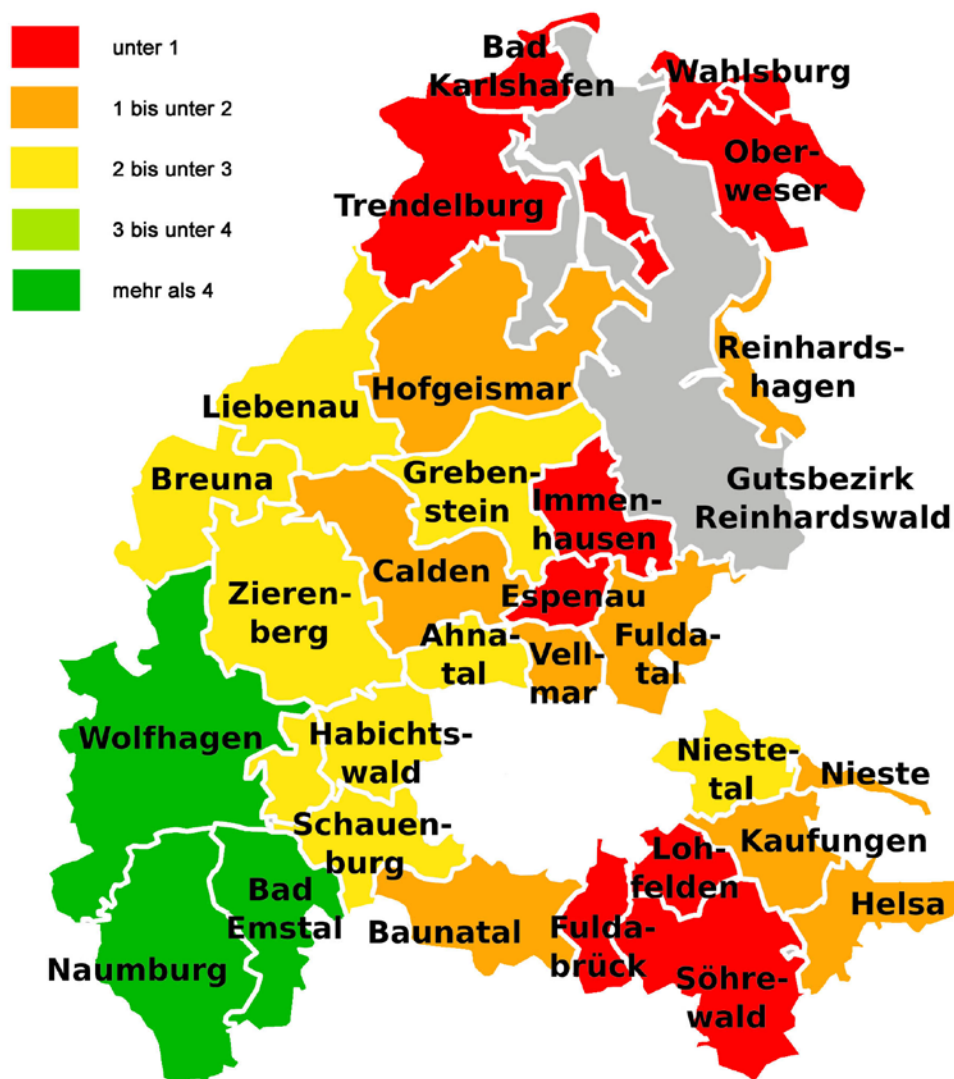 unter 1
1 bis unter 2
2 bis unter 3
3 bis unter 4
mehr als 4
Bad
Karlshafen
Wahlsburg
Ober-
weser
Trendelburg
Reinhards-
hagen
Hofgeismar
Liebenau
Breuna
Greben-
stein
Immen-
hausen
Gutsbezirk
Reinhardswald
Calden
Espenau
Zieren-
berg
Ahna-
tal
Vell-
mar
Fulda-
tal
Wolfhagen
Habichts-
wald
Nieste-
tal
Nieste
Schauen-
burg
Kaufungen
Loh-
felden
Bad
Emstal
Helsa
Baunatal
Fulda-
brück
Naumburg
Söhre-
wald